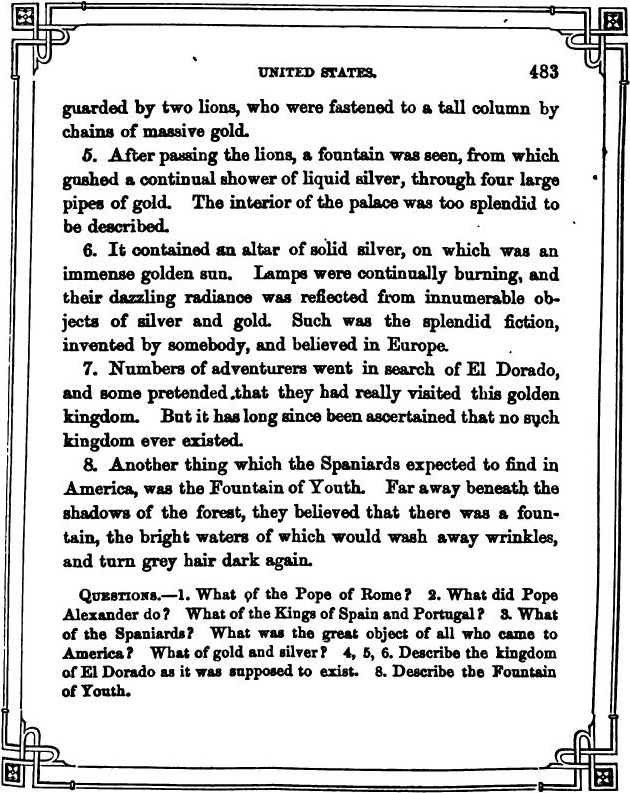 UNITED STATES. 483
guarded by two lions, who were fastened to a tall column by
chains of massive gold.
5. After passing the lions, a fountain was seen, from which
gushed a continual shower of liquid silver, through four large
pipes of gold. The interior of the palace was too splendid to
be described.
6. It contained an altar of solid silver, on which was an
immense golden sun. Lamps were continually burning, and
their dazzling radiance was reflected from innumerable ob-
jects of silver and gold. Such was the splendid fiction,
invented by somebody, and believed in Europe.
7. Numbers of adventurers went in search of El Dorado,
and some pretended that they had really visited this golden
kingdom. But it has long since been ascertained that no such
kingdom ever existed.
8. Another thing which the Spaniards expected to find in
America, was the Fountain of Youth. Far away beneath the
shadows of the forest, they believed that there was a foun-
tain, the bright waters of which would wash away wrinkles,
and turn grey hair dark again.
QUESTIONS.—1. What of the Pope of Rome? 2. What did Pope
Alexander do? What of the Kings of Spain and Portugal? 3. What
of the Spaniards? What was the great object of all who came to
America? What of gold and silver? 4, 5, 6. Describe the kingdom
of El Dorado as it was supposed to exist. 8. Describe the Fountain
of Youth.